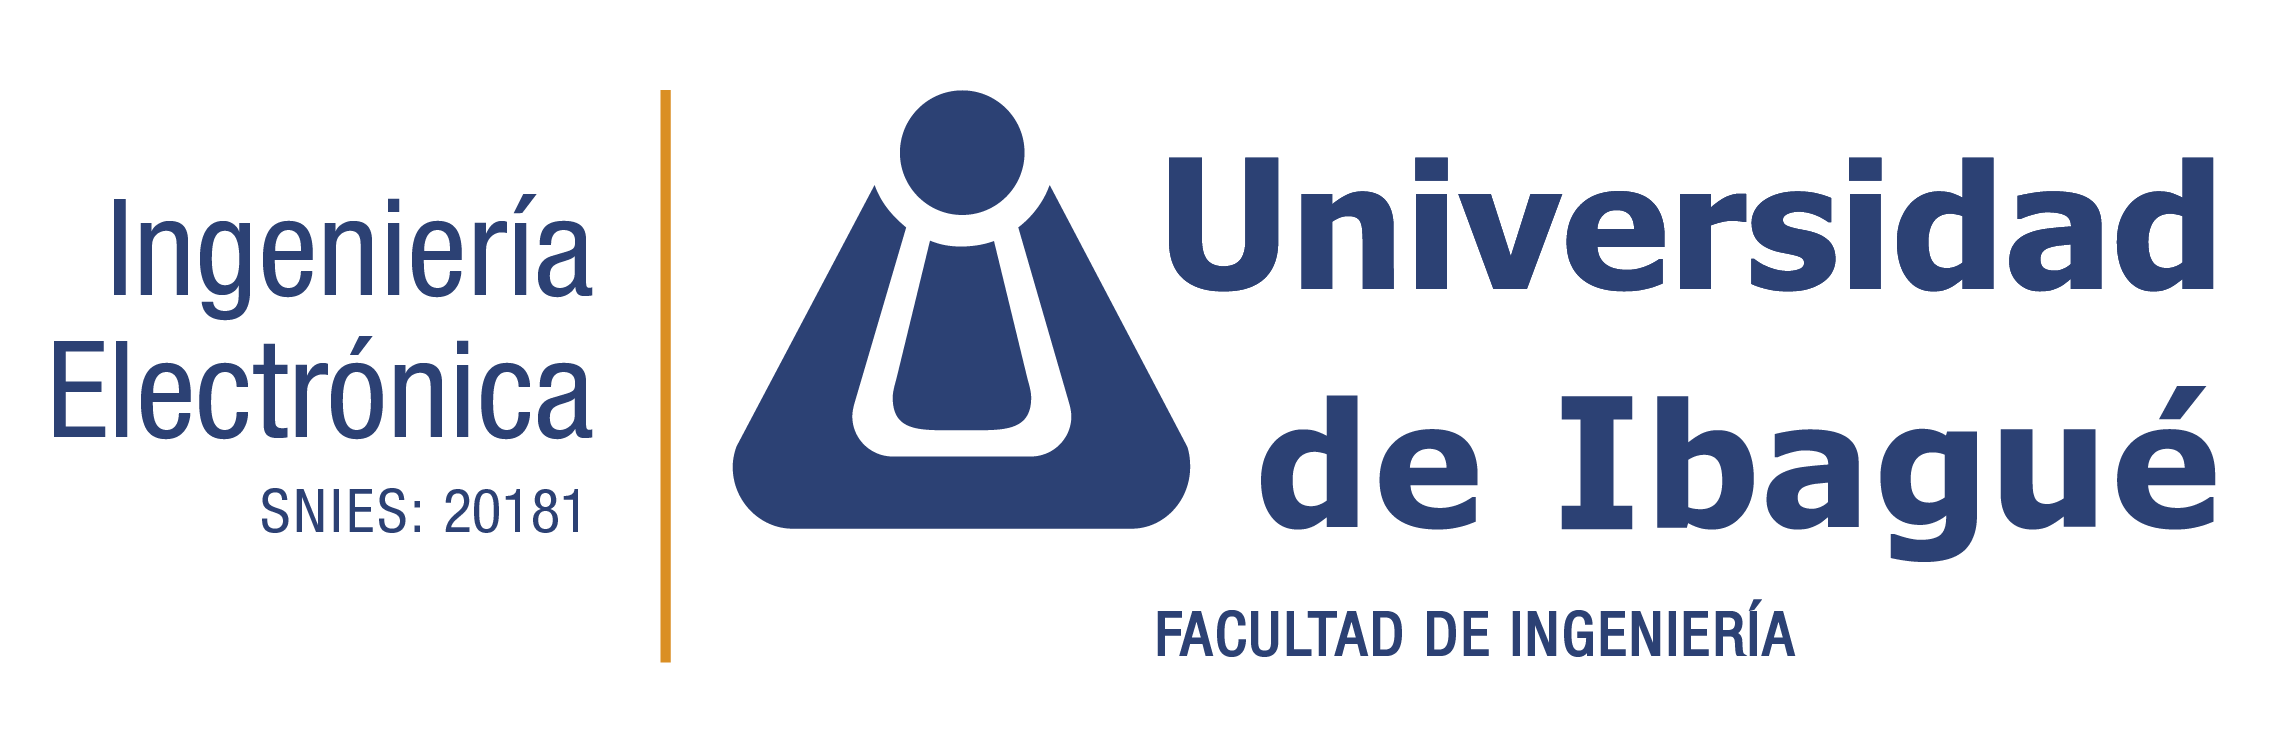 Ingeniería
Electrónica
SNIES: 20181
Universidad
de Ibagué
FACULTAD DE INGENIERÍA